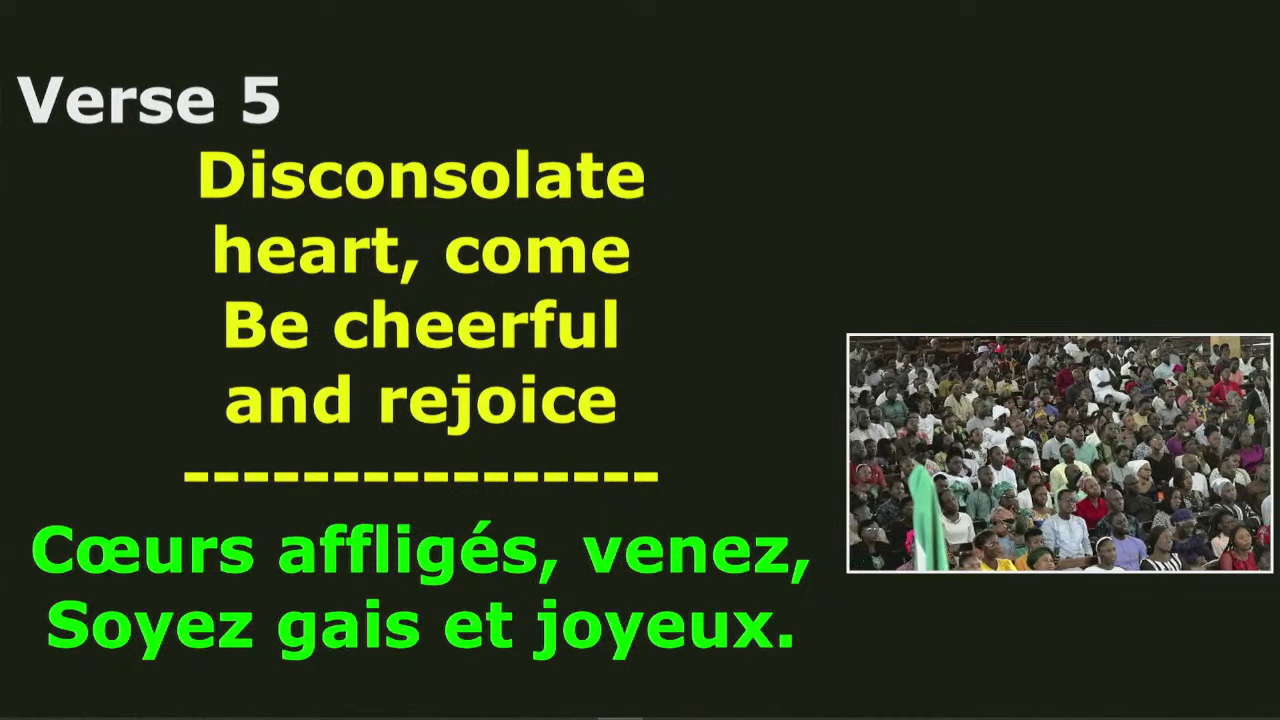 Verse 5
Disconsolate
heart, come
Be cheerful
and rejoice
----------------
Cœurs affligés, venez,
Soyez gais et joyeux.